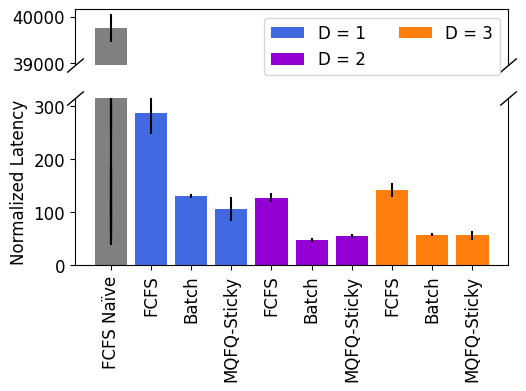 40000
39000
D = 1
D = 2
D = 3
Normalized Latency
300
200
100
0
FCFS Naïve
FCFS
Batch
MQFQ-Sticky
FCFS
Batch
MQFQ-Sticky
FCFS
Batch
MQFQ-Sticky